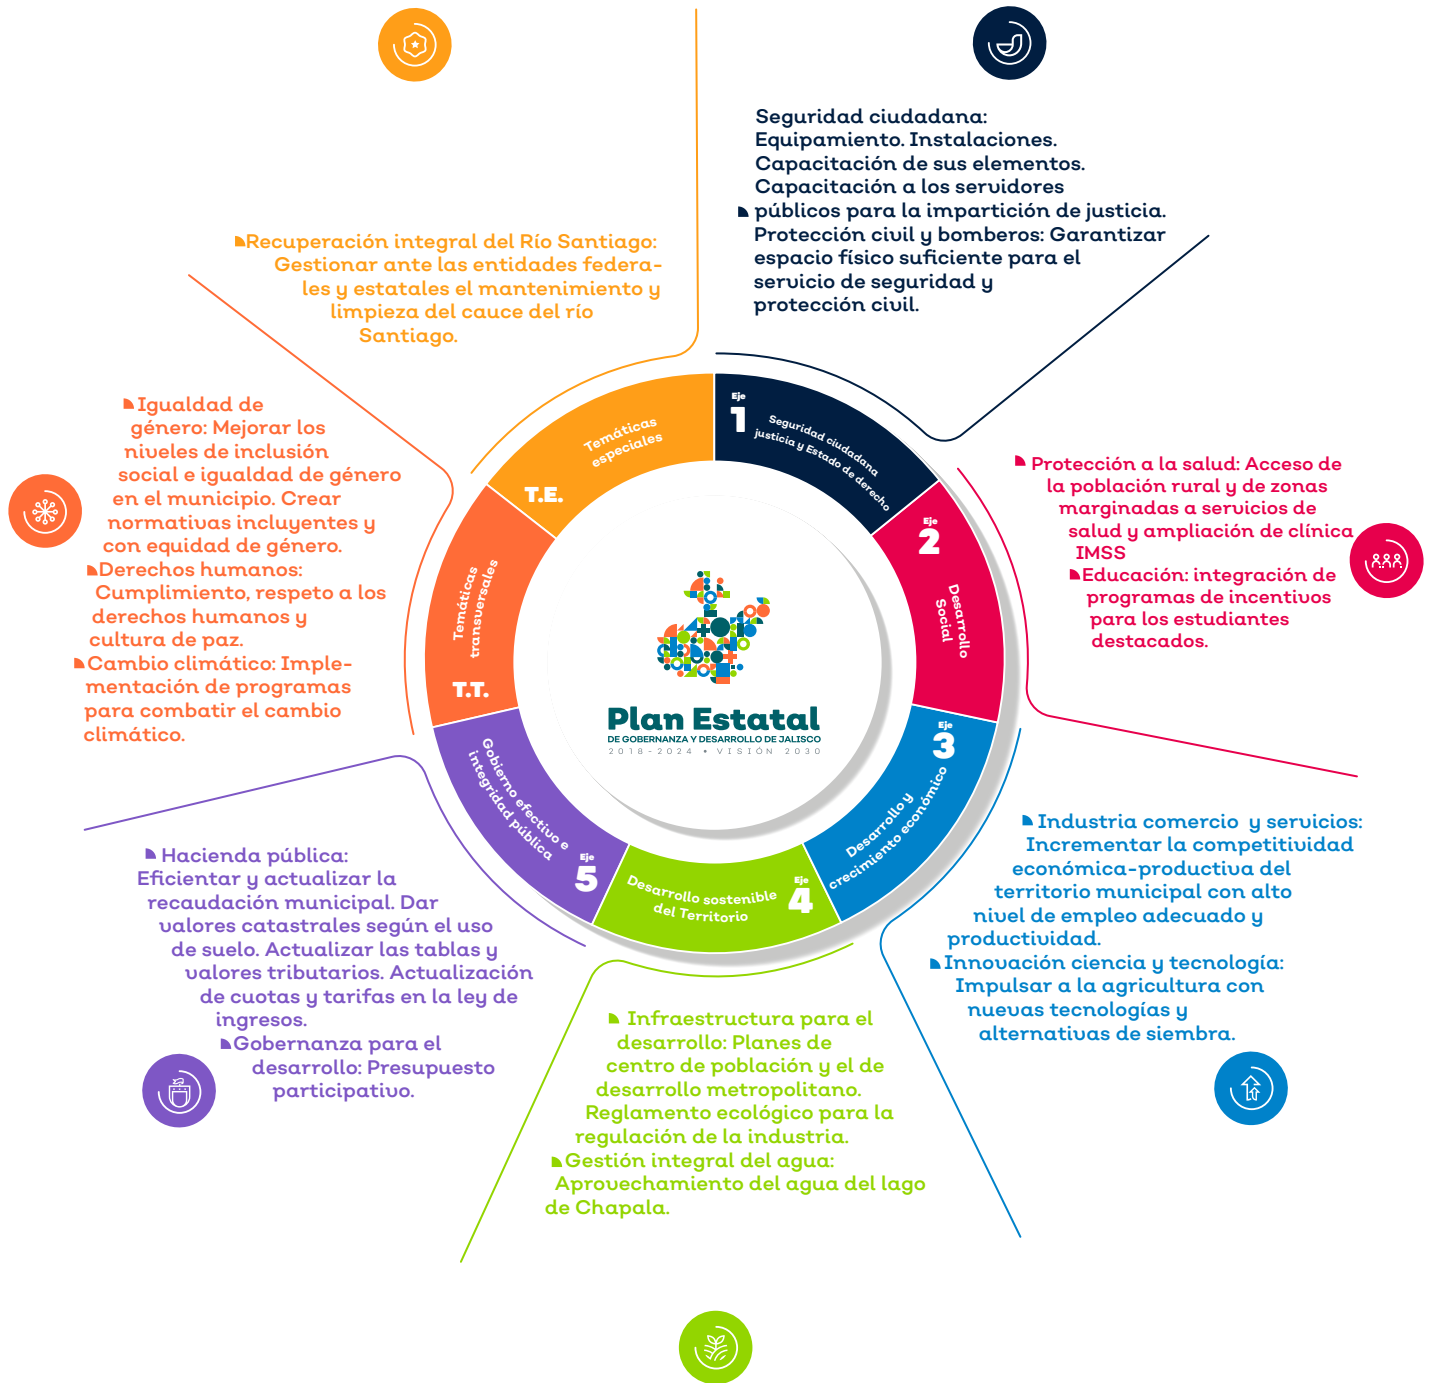 Seguridad ciudadana:
Equipamiento. Instalaciones.
Capacitación de sus elementos.
Capacitación a los servidores
públicos para la impartición de justicia.
Protección civil y bomberos: Garantizar
espacio físico suficiente para el
servicio de seguridad y
protección civil.
Recuperación integral del Río Santiago:
Gestionar ante las entidades federa-
les y estatales el mantenimiento y
limpieza del cauce del río
Santiago.
Igualdad de
género: Mejorar los
niveles de inclusión
social e igualdad de género
en el municipio. Crear
normativas incluyentes y
con equidad de género.
Derechos humanos:
Cumplimiento, respeto a los
derechos humanos y
cultura de paz.
Cambio climático: Imple-
mentación de programas
para combatir el cambio
climático.
Protección a la salud: Acceso de
la población rural y de zonas
marginadas a servicios de
salud y ampliación de clínica
IMSS
Educación: integración de
programas de incentivos
para los estudiantes
destacados.
Temáticas
especiales
T.E.
Eje
1
Seguridad ciudadana
justicia y Estado de derecho
Eje
2
Desarrollo
Social
Temáticas
transversales
T.T.
Plan Estatal
DE GOBERNANZA Y DESARROLLO DE JALISCO
2018-2024 • VISIÓN 2030
Eje
3
Desarrollo y
crecimiento económico
Eje
4
Desarrollo sostenible
del Territorio
Eje
5
Gobierno efectivo e
integridad pública
Industria comercio y servicios:
Incrementar la competitividad
económica-productiva del
territorio municipal con alto
nivel de empleo adecuado y
productividad.
Innovación ciencia y tecnología:
Impulsar a la agricultura con
nuevas tecnologías y
alternativas de siembra.
Hacienda pública:
Eficientar y actualizar la
recaudación municipal. Dar
valores catastrales según el uso
de suelo. Actualizar las tablas y
valores tributarios. Actualización
de cuotas y tarifas en la ley de
ingresos.
Gobernanza para el
desarrollo: Presupuesto
participativo.
Infraestructura para el
desarrollo: Planes de
centro de población y el de
desarrollo metropolitano.
Reglamento ecológico para la
regulación de la industria.
Gestión integral del agua:
Aprovechamiento del agua del lago
de Chapala.